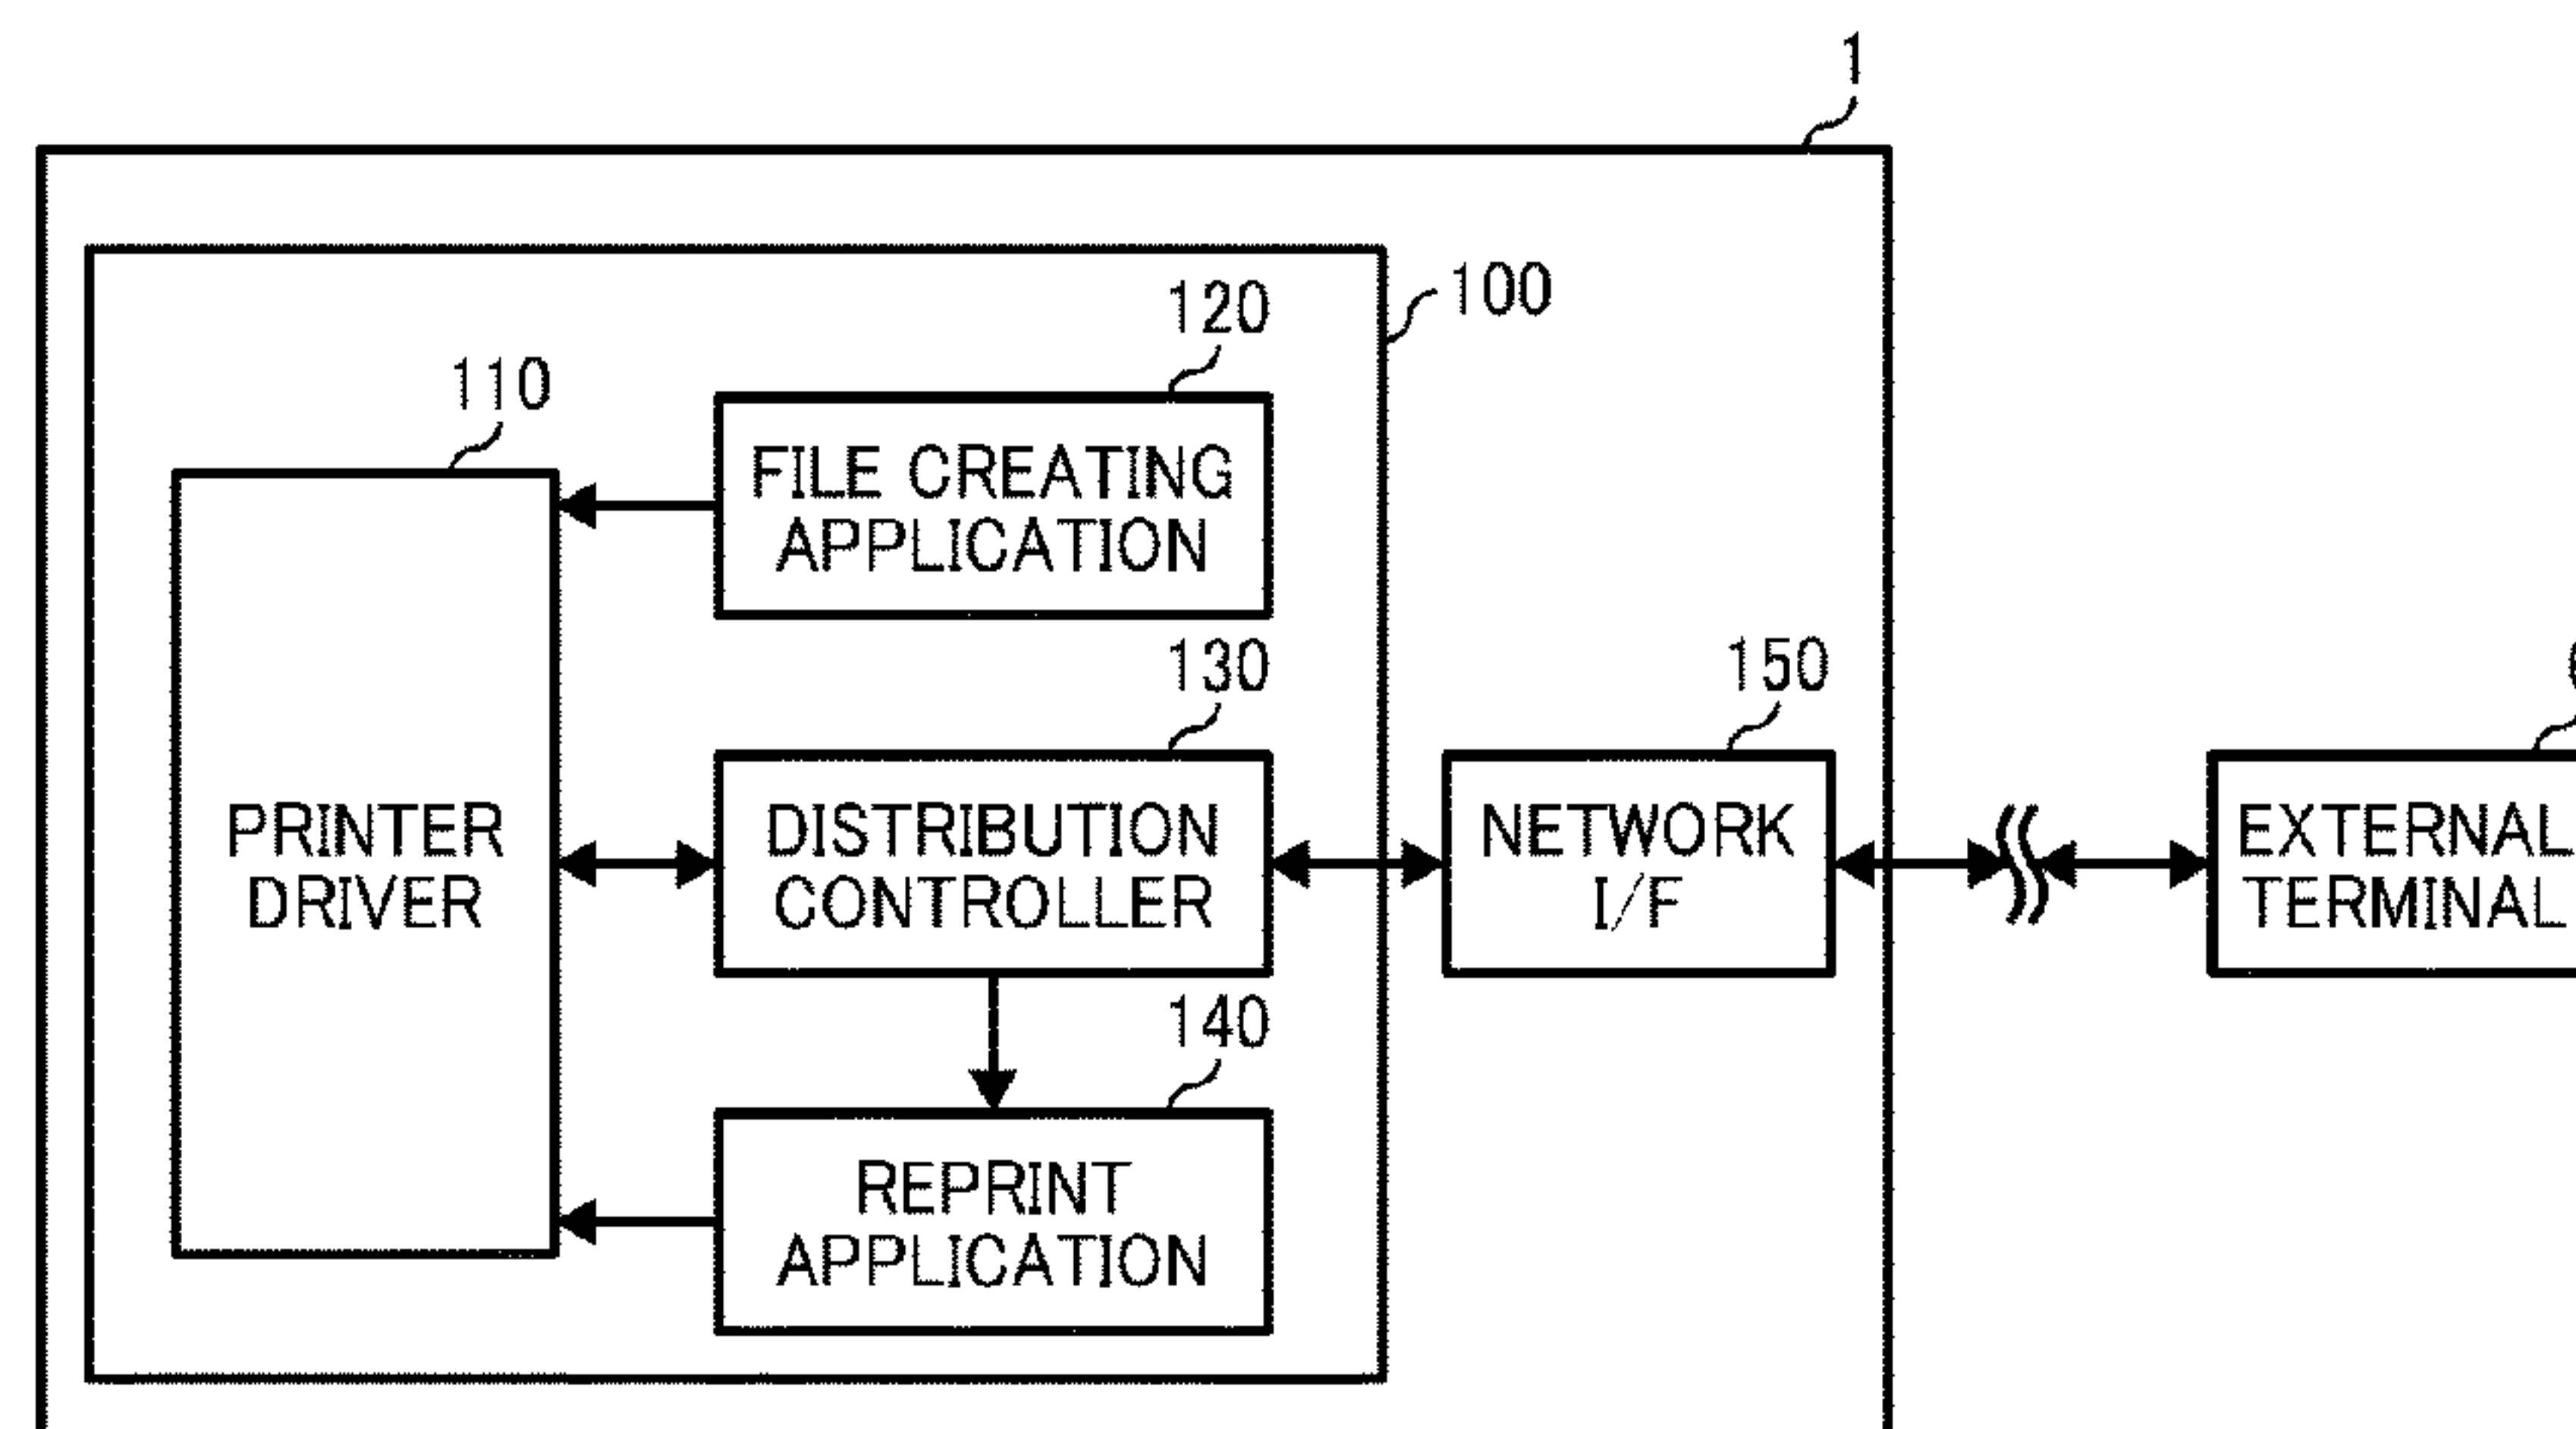 1
100
120
110
FILE CREATING
APPLICATION
130
150
PRINTER
DRIVER
DISTRIBUTION
CONTROLLER
NETWORK
I/F
EXTERNAL
TERMINAL
140
REPRINT
APPLICATION